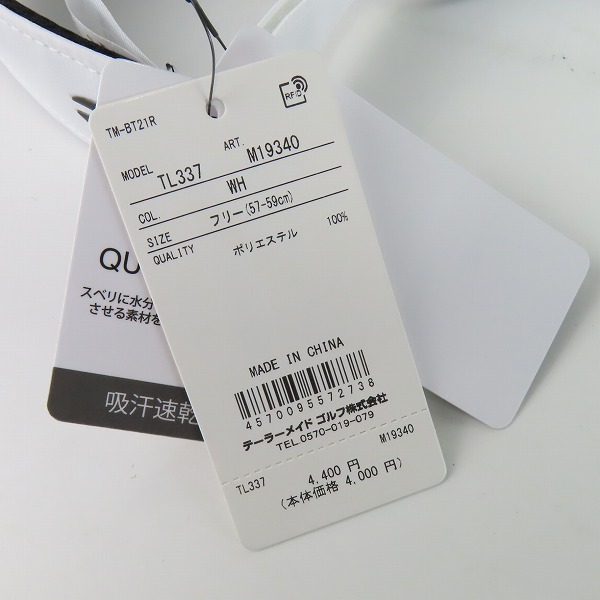 RFID
TM-BT21R
MODEL TL337 ART. M19340
COL. WH
SIZE フリー(57-59cm)
QUALITY ポリエステル 100%
MADE IN CHINA
4570095572738
テーラーメイド ゴルフ株式会社
TEL.0570-019-079
TL337 4,400 円 M19340
(本体価格 4,000 円)
QU
スベリに水分
させる素材を
吸汗速乾